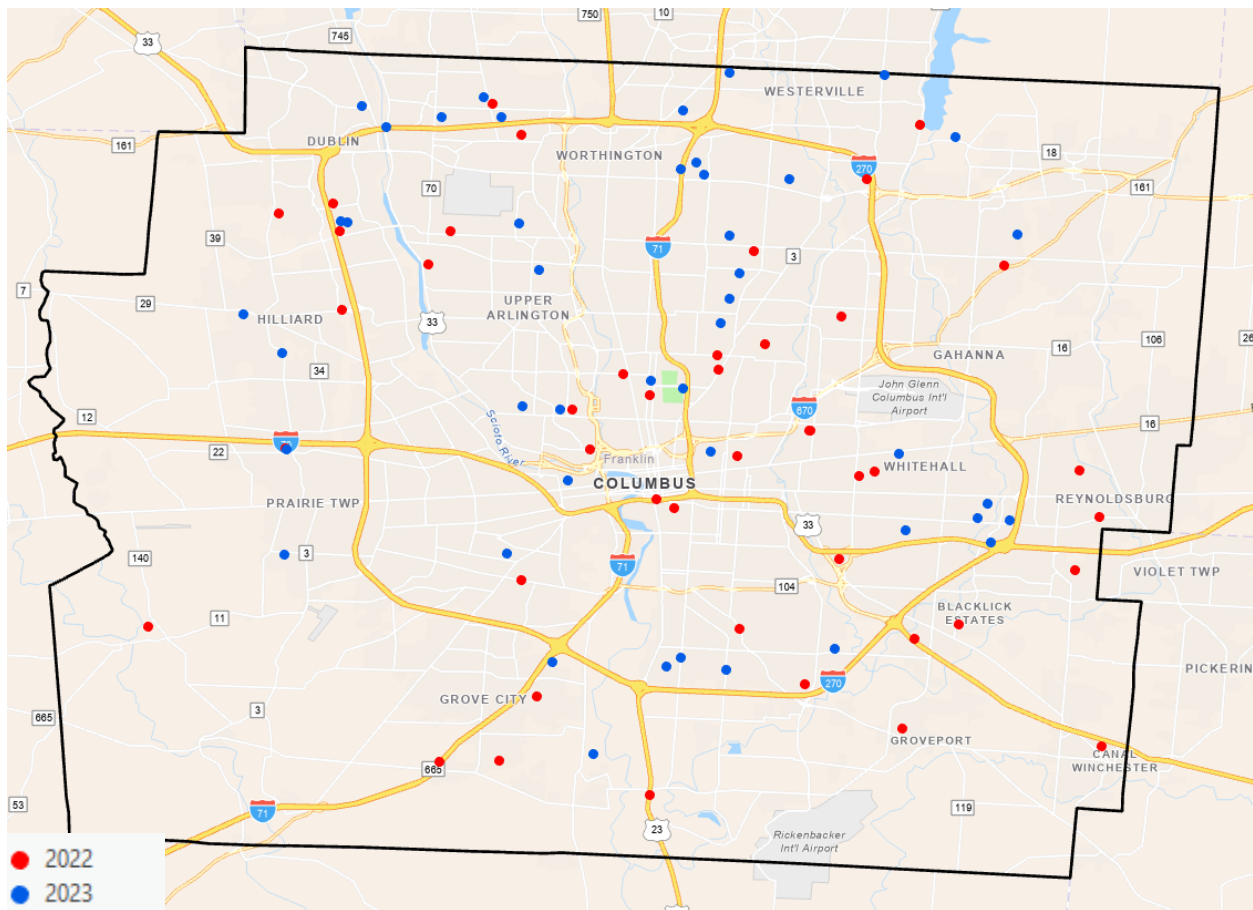 750
10
33
745
WESTERVILLE
161
DUBLIN
WORTHINGTON
18
270
70
161
39
71
3
7
29
HILLIARD
UPPER
ARLINGTON
33
106
16
GAHANNA
34
John Glenn
Columbus Int'l
Airport
12
670
16
22
70
Scioto River
Franklin
WHITEHALL
COLUMBUS
PRAIRIE TWP
REYNOLDSBURG
33
140
3
71
VIOLET TWP
104
11
BLACKLICK
ESTATES
PICKERIN
270
GROVE CITY
3
665
GROVEPORT
CANAL
WINCHESTER
665
53
71
119
23
Rickenbacker
Int'l Airport
2022
2023